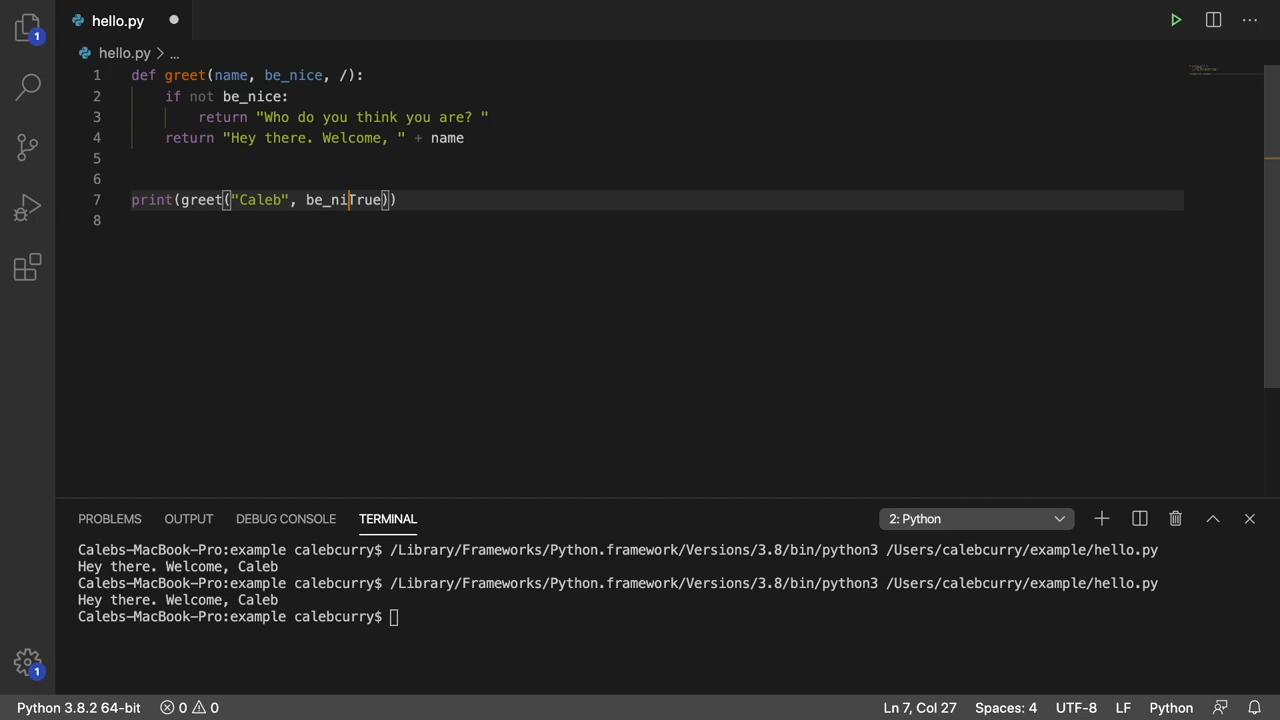 1
hello.py
hello.py ...
1 def greet(name, be_nice, /):
2 if not be_nice:
3 return "Who do you think you are? "
4 return "Hey there. Welcome, " + name
5
6
7 print(greet("Caleb", be_niTrue))
8
PROBLEMS OUTPUT DEBUG CONSOLE TERMINAL 2: Python
Calebs-MacBook-Pro:example calebcurry$ /Library/Frameworks/Python.framework/Versions/3.8/bin/python3 /Users/calebcurry/example/hello.py
Hey there. Welcome, Caleb
Calebs-MacBook-Pro:example calebcurry$ /Library/Frameworks/Python.framework/Versions/3.8/bin/python3 /Users/calebcurry/example/hello.py
Hey there. Welcome, Caleb
Calebs-MacBook-Pro:example calebcurry$
1
Python 3.8.2 64-bit 0 0 Ln 7, Col 27 Spaces: 4 UTF-8 LF Python